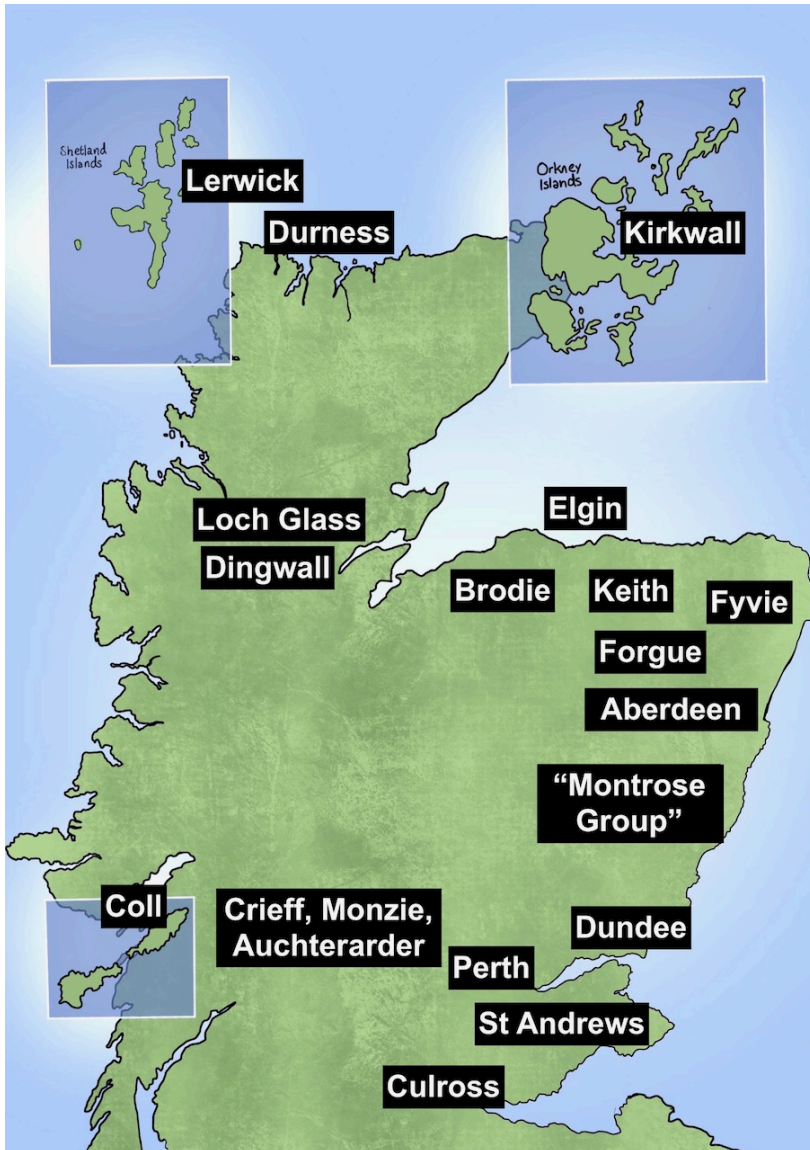 Shetland
Islands
Lerwick
Orkney
Islands
Durness
Kirkwall
Elgin
Loch Glass
Dingwall
Brodie
Keith
Fyvie
Forgue
Aberdeen
“Montrose
Group”
Coll
Crieff, Monzie,
Auchterarder
Dundee
Perth
St Andrews
Culross